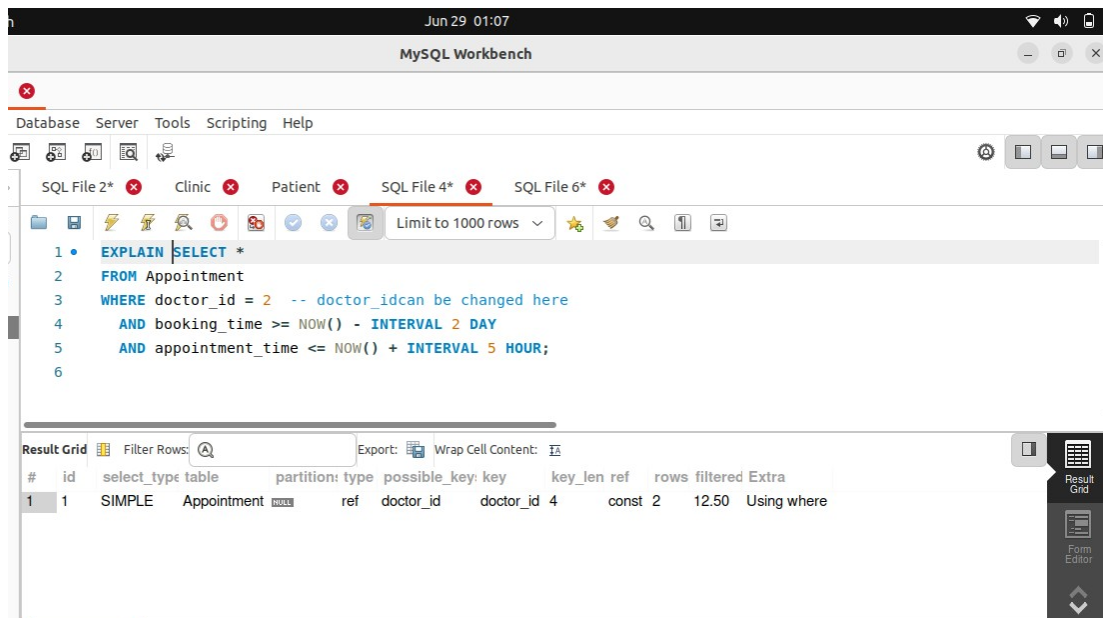 Jun 29 01:07
MySQL Workbench
Database Server Tools Scripting Help
SQL File 2* Clinic Patient SQL File 4* SQL File 6*
Limit to 1000 rows
1 EXPLAIN SELECT *
2 FROM Appointment
3 WHERE doctor_id = 2 -- doctor_idcan be changed here
4 AND booking_time >= NOW() - INTERVAL 2 DAY
5 AND appointment_time <= NOW() + INTERVAL 5 HOUR;
6
Result Grid Filter Rows: Export: Wrap Cell Content:
# id select_type table partitions type possible_key: key key_len ref rows filtered Extra
1 1 SIMPLE Appointment NULL ref doctor_id doctor_id 4 const 2 12.50 Using where
Result
Grid
Form
Editor